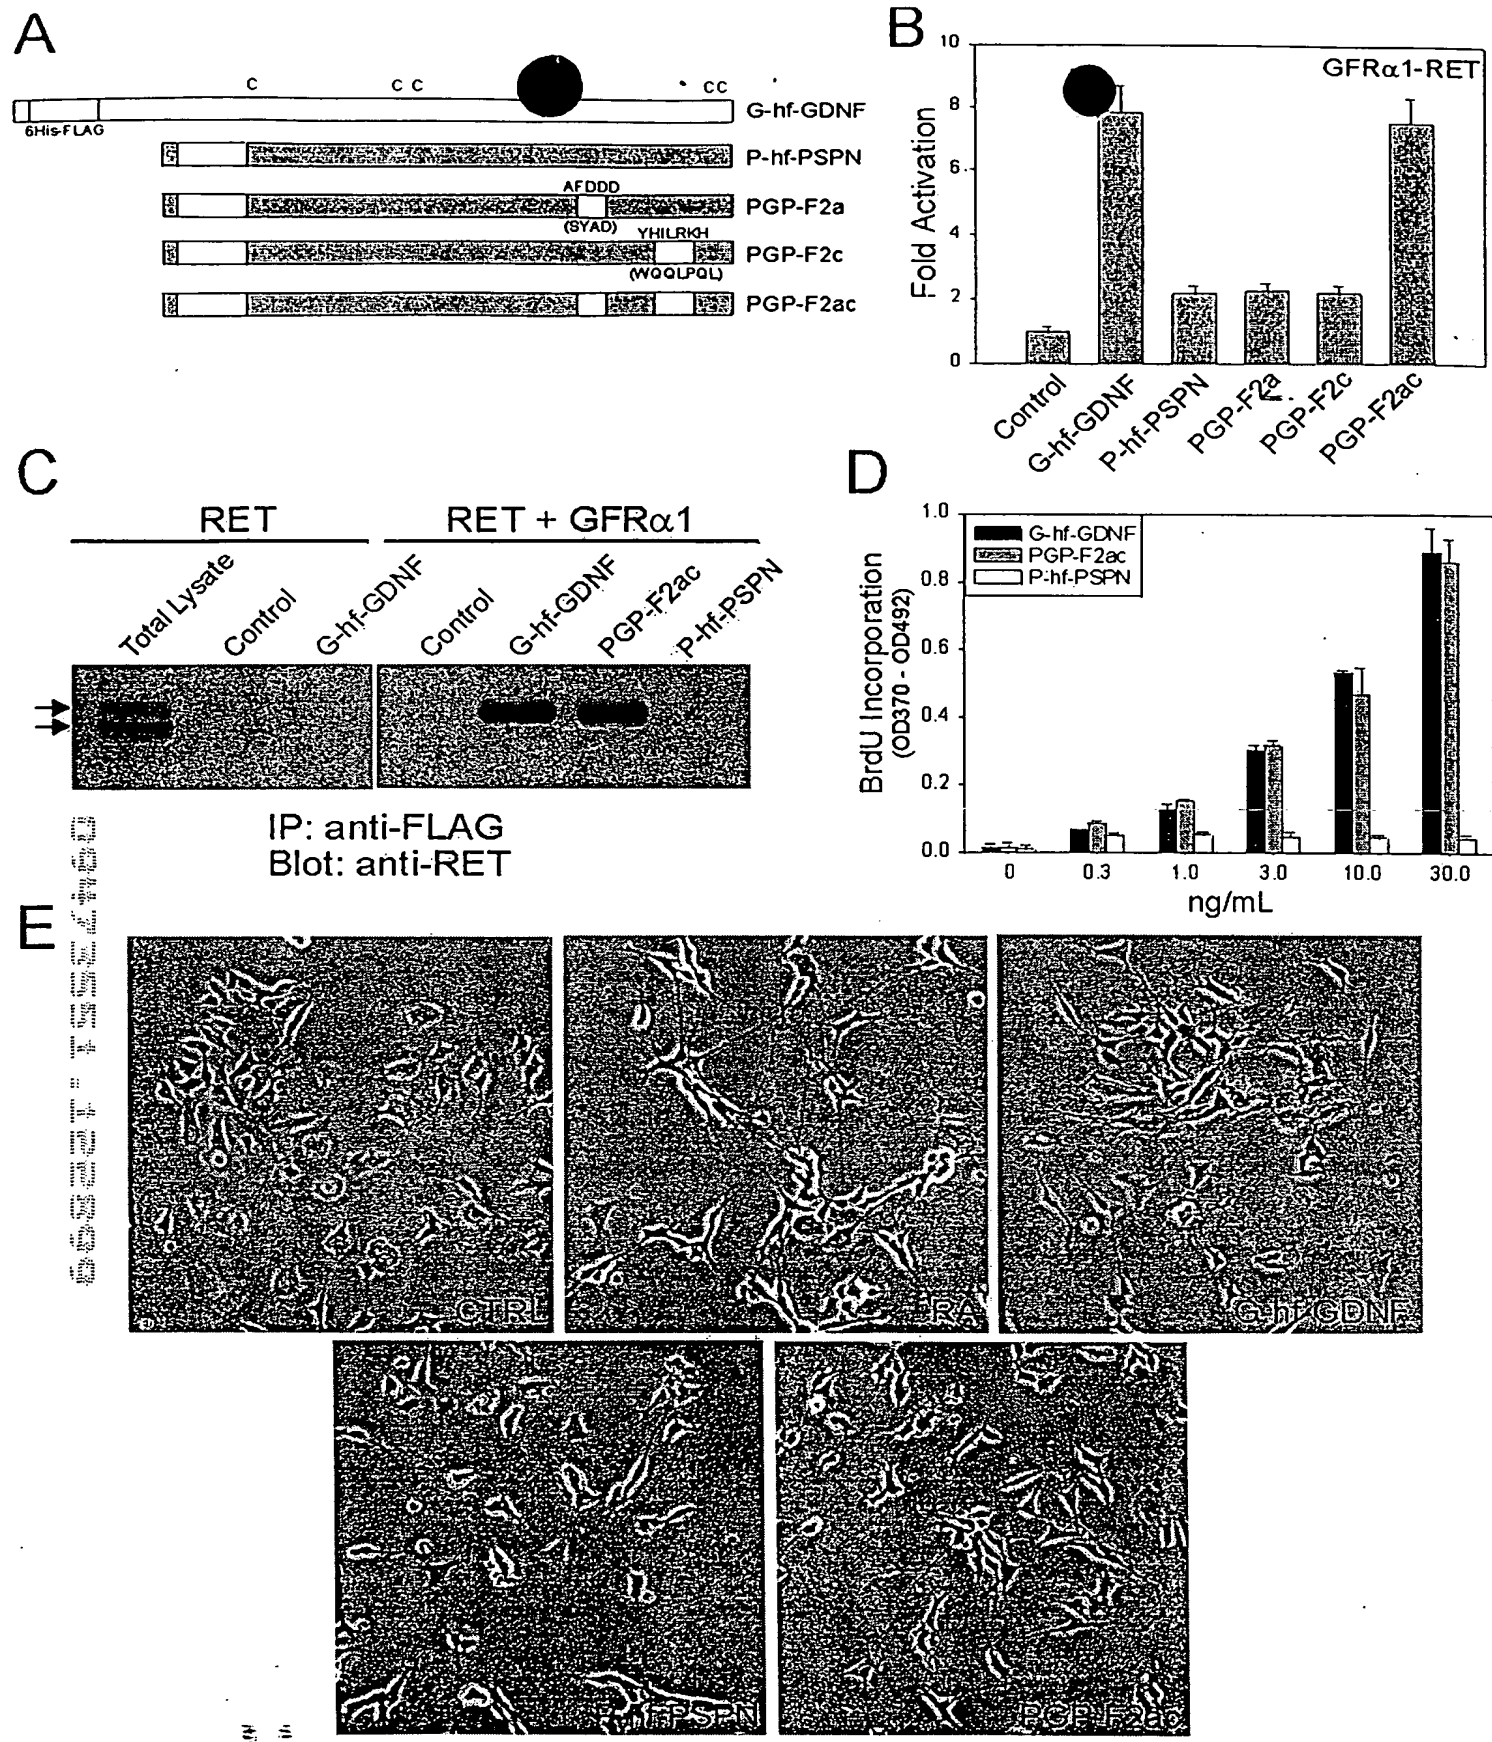 A
C
C C
CC
G-hf-GDNF
6His-FLAG
P-hf-PSPN
AFDDD
PGP-F2a
(SYAD)
YHILRKH
PGP-F2c
(WQQLPQL)
PGP-F2ac
B
GFRα1-RET
Fold Activation
10
8
6
4
2
0
Control
G-hf-GDNF
P-hf-PSPN
PGP-F2a
PGP-F2c
PGP-F2ac
C
RET
RET + GFRα1
Total Lysate
Control
G-hf-GDNF
Control
G-hf-GDNF
PGP-F2ac
P-hf-PSPN
IP: anti-FLAG
Blot: anti-RET
D
BrdU Incorporation
(OD370 - OD492)
1.0
0.8
0.6
0.4
0.2
0.0
G-hf-GDNF
PGP-F2ac
P-hf-PSPN
0 0.3 1.0 3.0 10.0 30.0
ng/mL
E
CTRL
RA
G-hf-GDNF
PGP-F2ac